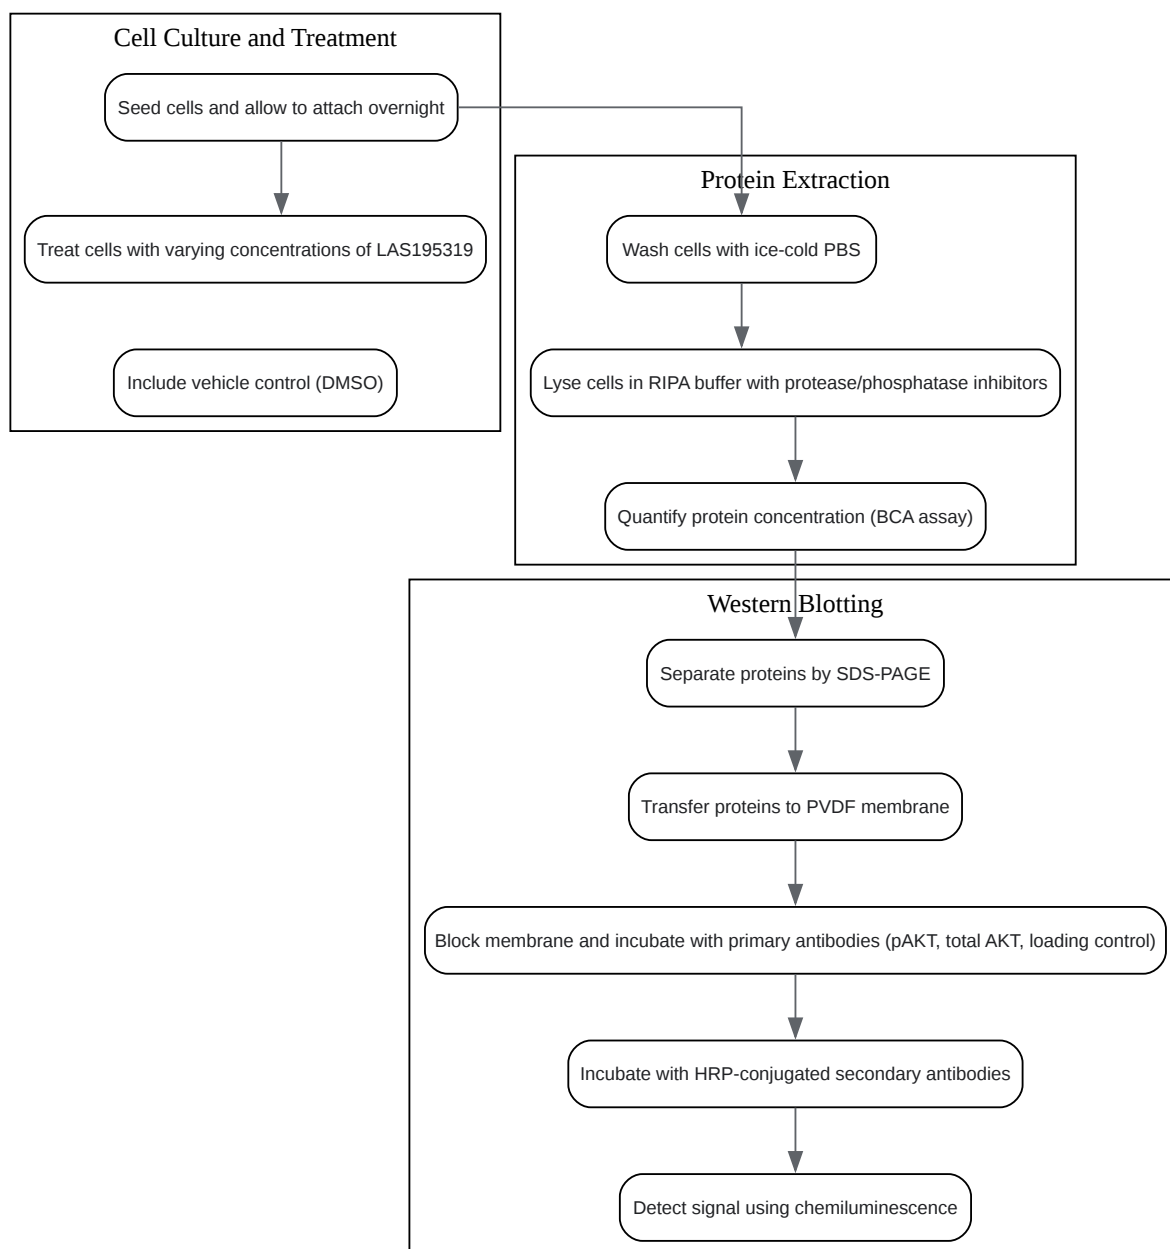 Cell Culture and Treatment
Seed cells and allow to attach overnight
Treat cells with varying concentrations of LAS195319
Include vehicle control (DMSO)
Protein Extraction
Wash cells with ice-cold PBS
Lyse cells in RIPA buffer with protease/phosphatase inhibitors
Quantify protein concentration (BCA assay)
Western Blotting
Separate proteins by SDS-PAGE
Transfer proteins to PVDF membrane
Block membrane and incubate with primary antibodies (pAKT, total AKT, loading control)
Incubate with HRP-conjugated secondary antibodies
Detect signal using chemiluminescence